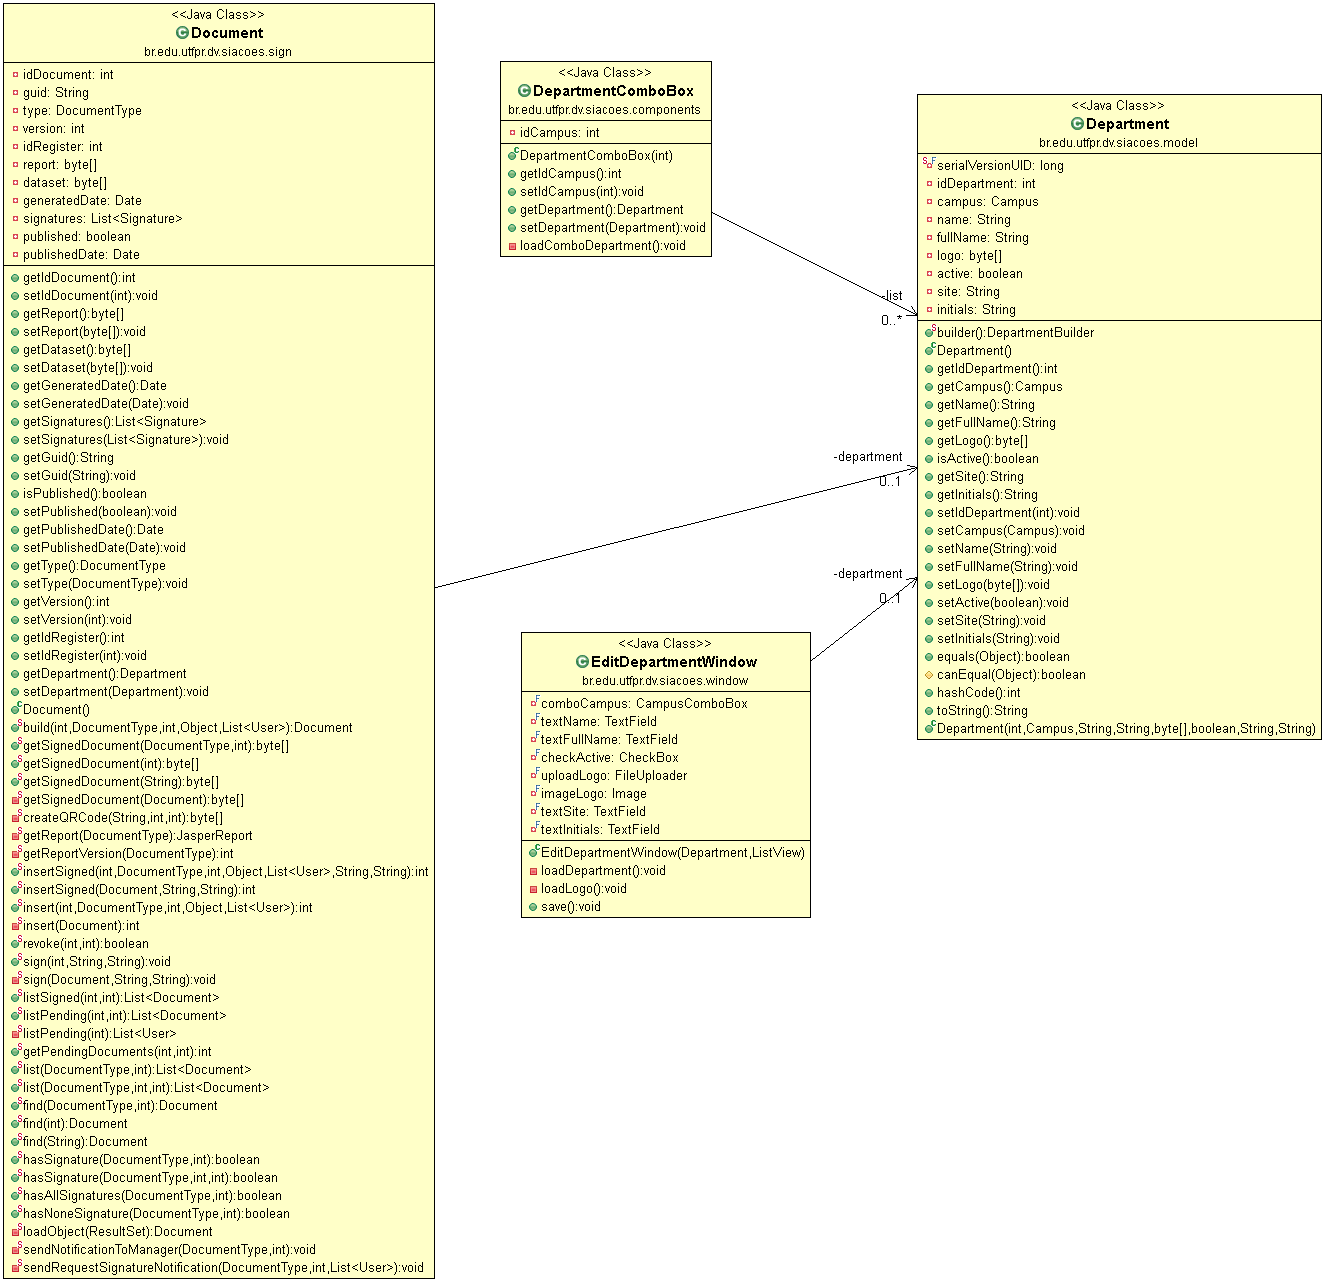 <<Java Class>>
Document
br.edu.utfpr.dv.siacoes.sign
idDocument: int
guid: String
type: DocumentType
version: int
idRegister: int
report: byte[]
dataset: byte[]
generatedDate: Date
signatures: List<Signature>
published: boolean
publishedDate: Date
getIdDocument():int
setIdDocument(int):void
getReport():byte[]
setReport(byte[]):void
getDataset():byte[]
setDataset(byte[]):void
getGeneratedDate():Date
setGeneratedDate(Date):void
getSignatures():List<Signature>
setSignatures(List<Signature>):void
getGuid():String
setGuid(String):void
isPublished():boolean
setPublished(boolean):void
getPublishedDate():Date
setPublishedDate(Date):void
getType():DocumentType
setType(DocumentType):void
getVersion():int
setVersion(int):void
getIdRegister():int
setIdRegister(int):void
getDepartment():Department
setDepartment(Department):void
Document()
build(int,DocumentType,int,Object,List<User>):Document
getSignedDocument(DocumentType,int):byte[]
getSignedDocument(int):byte[]
getSignedDocument(String):byte[]
getSignedDocument(Document):byte[]
createQRCode(String,int,int):byte[]
getReport(DocumentType):JasperReport
getReportVersion(DocumentType):int
insertSigned(int,DocumentType,int,Object,List<User>,String,String):int
insertSigned(Document,String,String):int
insert(int,DocumentType,int,Object,List<User>):int
insert(Document):int
revoke(int,int):boolean
sign(int,String,String):void
sign(Document,String,String):void
listSigned(int,int):List<Document>
listPending(int,int):List<Document>
listPending(int):List<User>
getPendingDocuments(int,int):int
list(DocumentType,int):List<Document>
list(DocumentType,int,int):List<Document>
find(DocumentType,int):Document
find(int):Document
find(String):Document
hasSignature(DocumentType,int):boolean
hasSignature(DocumentType,int,int):boolean
hasAllSignatures(DocumentType,int):boolean
hasNoneSignature(DocumentType,int):boolean
loadObject(ResultSet):Document
sendNotificationToManager(DocumentType,int):void
sendRequestSignatureNotification(DocumentType,int,List<User>):void
<<Java Class>>
DepartmentComboBox
br.edu.utfpr.dv.siacoes.components
idCampus: int
DepartmentComboBox(int)
getIdCampus():int
setIdCampus(int):void
getDepartment():Department
setDepartment(Department):void
loadComboDepartment():void
-list
0..*
-department
0..1
-department
0..1
<<Java Class>>
EditDepartmentWindow
br.edu.utfpr.dv.siacoes.window
comboCampus: CampusComboBox
textName: TextField
textFullName: TextField
checkActive: CheckBox
uploadLogo: FileUploader
imageLogo: Image
textSite: TextField
textInitials: TextField
EditDepartmentWindow(Department,ListView)
loadDepartment():void
loadLogo():void
save():void
<<Java Class>>
Department
br.edu.utfpr.dv.siacoes.model
serialVersionUID: long
idDepartment: int
campus: Campus
name: String
fullName: String
logo: byte[]
active: boolean
site: String
initials: String
builder():DepartmentBuilder
Department()
getIdDepartment():int
getCampus():Campus
getName():String
getFullName():String
getLogo():byte[]
isActive():boolean
getSite():String
getInitials():String
setIdDepartment(int):void
setCampus(Campus):void
setName(String):void
setFullName(String):void
setLogo(byte[]):void
setActive(boolean):void
setSite(String):void
setInitials(String):void
equals(Object):boolean
canEqual(Object):boolean
hashCode():int
toString():String
Department(int,Campus,String,String,byte[],boolean,String,String)